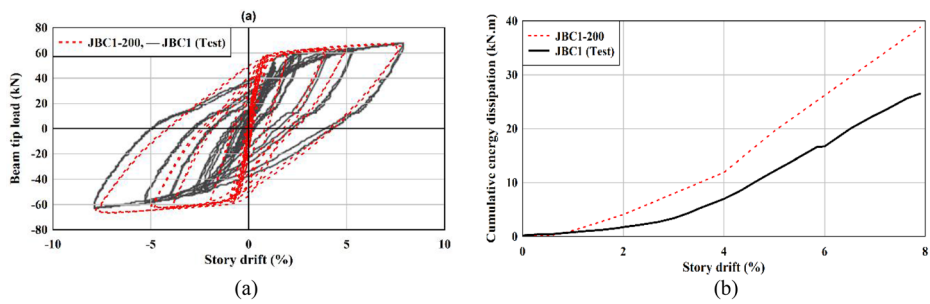 (a)
JBC1-200, JBC1 (Test)
Beam tip load (kN)
80
60
40
20
0
-20
-40
-60
-80
-10 -5 0 5 10
Story drift (%)
(a)
JBC1-200
JBC1 (Test)
Cumulative energy dissipation (kN.m)
40
30
20
10
0
0 2 4 6 8
Story drift (%)
(b)